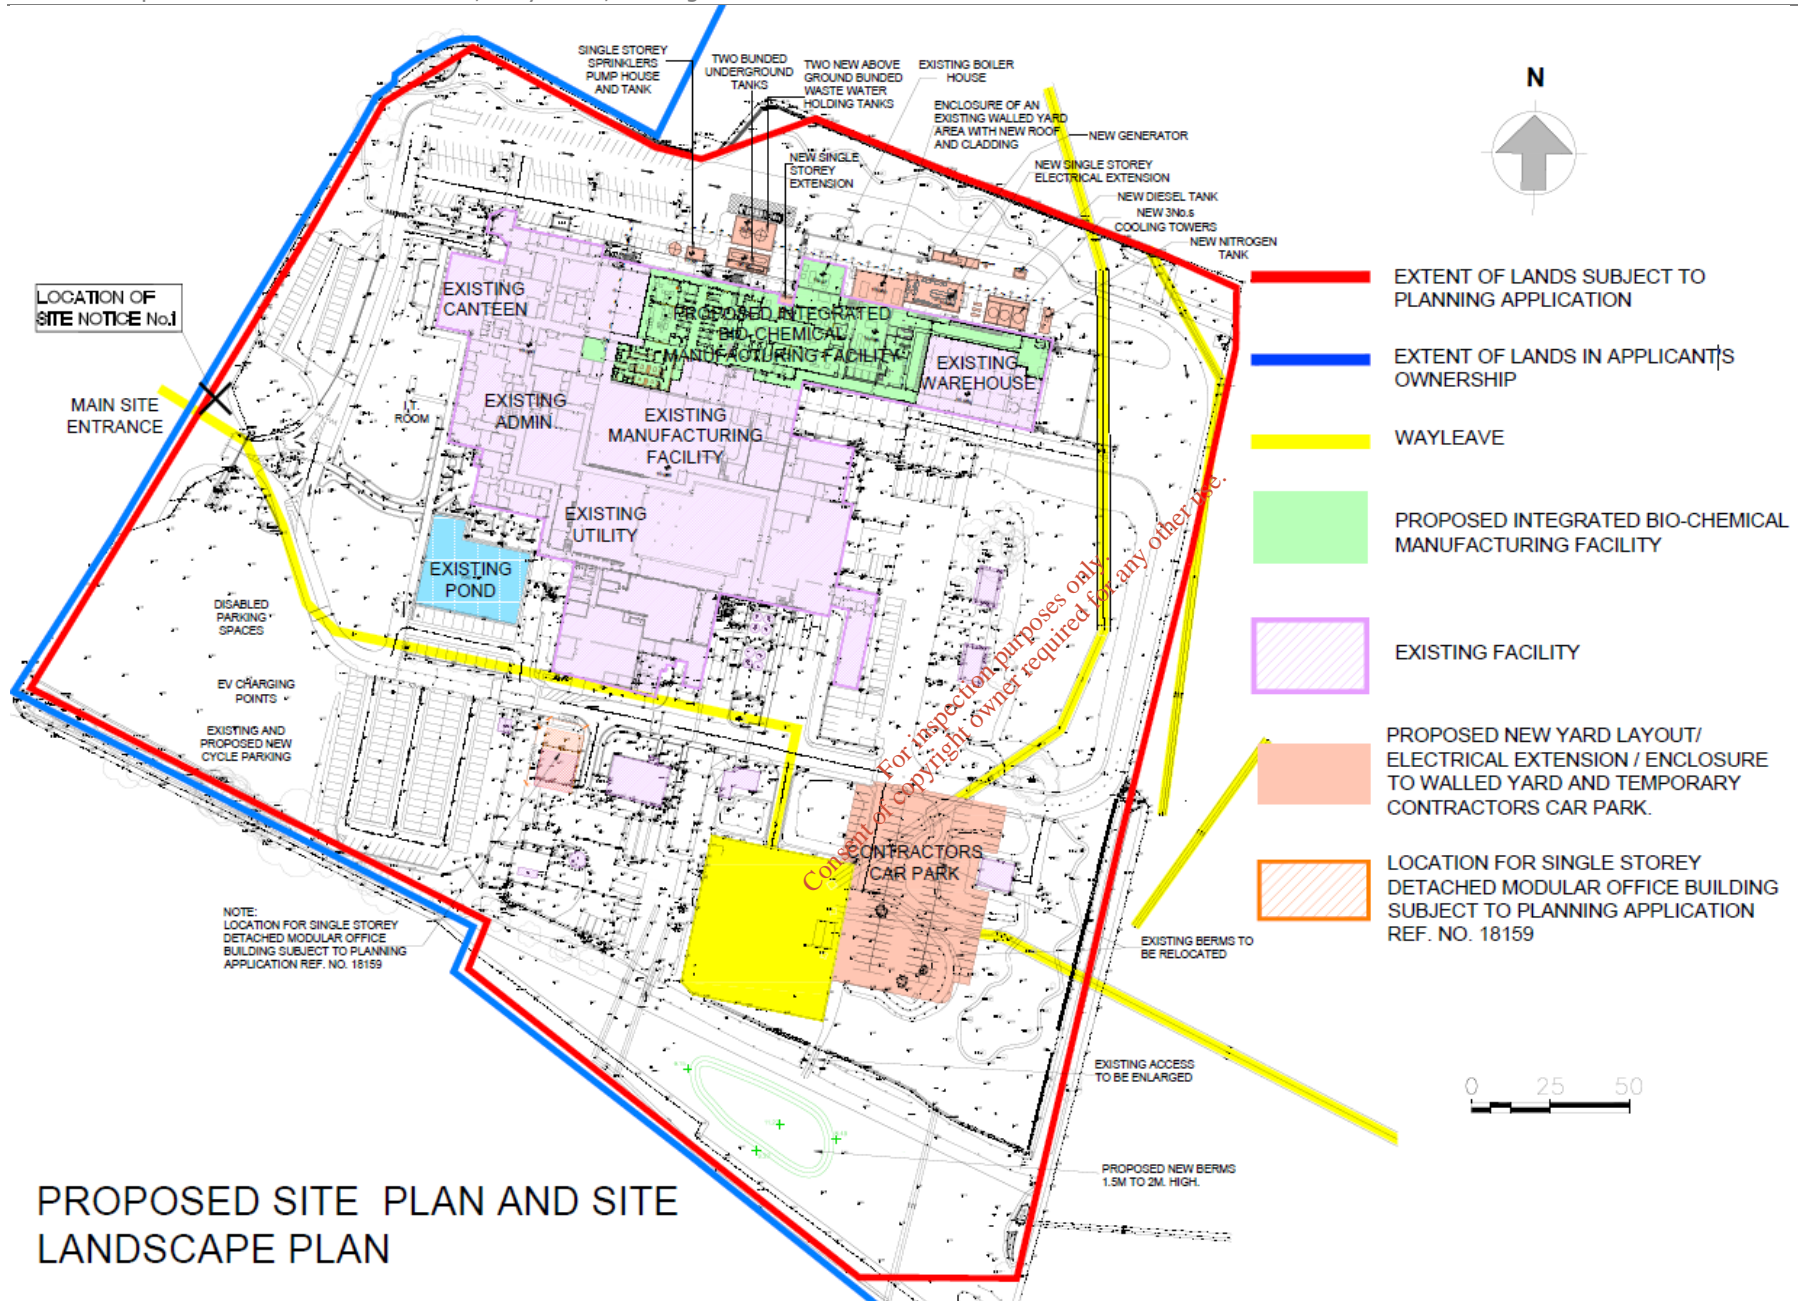 SINGLE STOREY
SPRINKLERS
PUMP HOUSE
AND TANK
TWO BUNDED
UNDERGROUND
TANKS
TWO NEW ABOVE
GROUND BUNDED
WASTE WATER
HOLDING TANKS
EXISTING BOILER
HOUSE
ENCLOSURE OF AN
EXISTING WALLED YARD
AREA WITH NEW ROOF
AND CLADDING
NEW GENERATOR
NEW SINGLE
STOREY
EXTENSION
NEW SINGLE STOREY
ELECTRICAL EXTENSION
NEW DIESEL TANK
NEW 3No.s
COOLING TOWERS
NEW NITROGEN
TANK
N
LOCATION OF
SITE NOTICE No.1
MAIN SITE
ENTRANCE
EXISTING
CANTEEN
PROPOSED INTEGRATED
BIO-CHEMICAL
MANUFACTURING FACILITY
EXISTING
WAREHOUSE
I.T.
ROOM
EXISTING
ADMIN.
EXISTING
MANUFACTURING
FACILITY
EXISTING
UTILITY
EXISTING
POND
DISABLED
PARKING
SPACES
EV CHARGING
POINTS
EXISTING AND
PROPOSED NEW
CYCLE PARKING
For inspection purposes only.
Consent of copyright owner required for any other use.
CONTRACTORS
CAR PARK
NOTE:
LOCATION FOR SINGLE STOREY
DETACHED MODULAR OFFICE
BUILDING SUBJECT TO PLANNING
APPLICATION REF. NO. 18159
EXISTING BERMS TO
BE RELOCATED
EXISTING ACCESS
TO BE ENLARGED
PROPOSED NEW BERMS
1.5M TO 2M. HIGH.
EXTENT OF LANDS SUBJECT TO
PLANNING APPLICATION
EXTENT OF LANDS IN APPLICANT'S
OWNERSHIP
WAYLEAVE
PROPOSED INTEGRATED BIO-CHEMICAL
MANUFACTURING FACILITY
EXISTING FACILITY
PROPOSED NEW YARD LAYOUT/
ELECTRICAL EXTENSION / ENCLOSURE
TO WALLED YARD AND TEMPORARY
CONTRACTORS CAR PARK.
LOCATION FOR SINGLE STOREY
DETACHED MODULAR OFFICE BUILDING
SUBJECT TO PLANNING APPLICATION
REF. NO. 18159
0 25 50
PROPOSED SITE PLAN AND SITE
LANDSCAPE PLAN